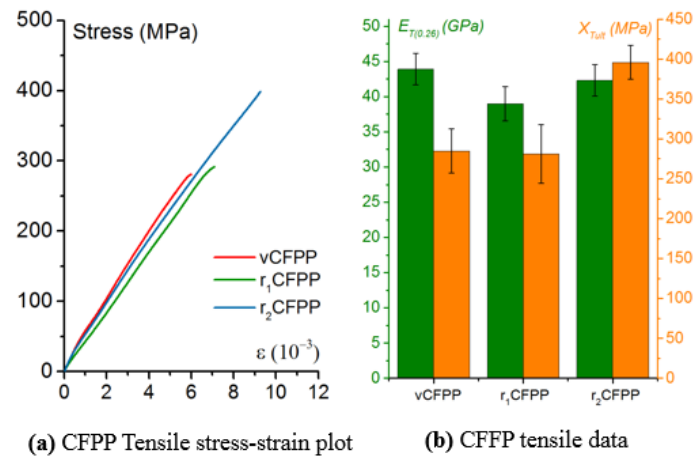 Stress (MPa)
500
400
300
200
100
0
0 2 4 6 8 10 12
vCFPP
r₁CFPP
r₂CFPP
ε (10⁻³)
(a) CFPP Tensile stress-strain plot
E_T(0.26) (GPa)
X_Tult (MPa)
50
45
40
35
30
25
20
15
10
5
0
450
400
350
300
250
200
150
100
50
0
vCFPP r₁CFPP r₂CFPP
(b) CFFP tensile data